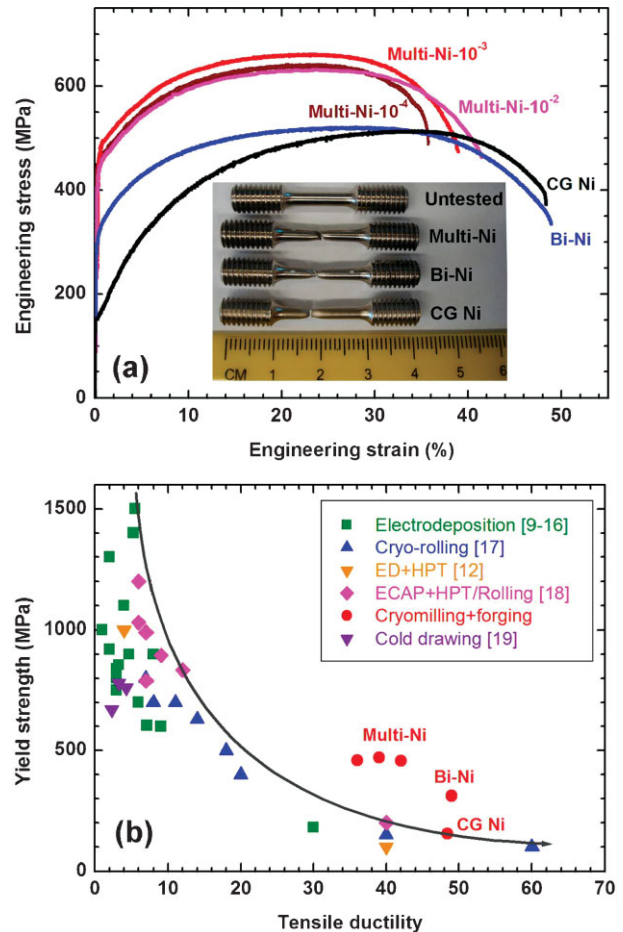 (a)
Engineering stress (MPa)
600
400
200
0
Multi-Ni-10⁻³
Multi-Ni-10⁻²
Multi-Ni-10⁻⁴
CG Ni
Bi-Ni
Untested
Multi-Ni
Bi-Ni
CG Ni
CM 1 2 3 4 5 6
0 10 20 30 40 50
Engineering strain (%)
(b)
Yield strength (MPa)
1500
1000
500
0
Electrodeposition [9-16]
Cryo-rolling [17]
ED+HPT [12]
ECAP+HPT/Rolling [18]
Cryomilling+forging
Cold drawing [19]
Multi-Ni
Bi-Ni
CG Ni
0 10 20 30 40 50 60 70
Tensile ductility